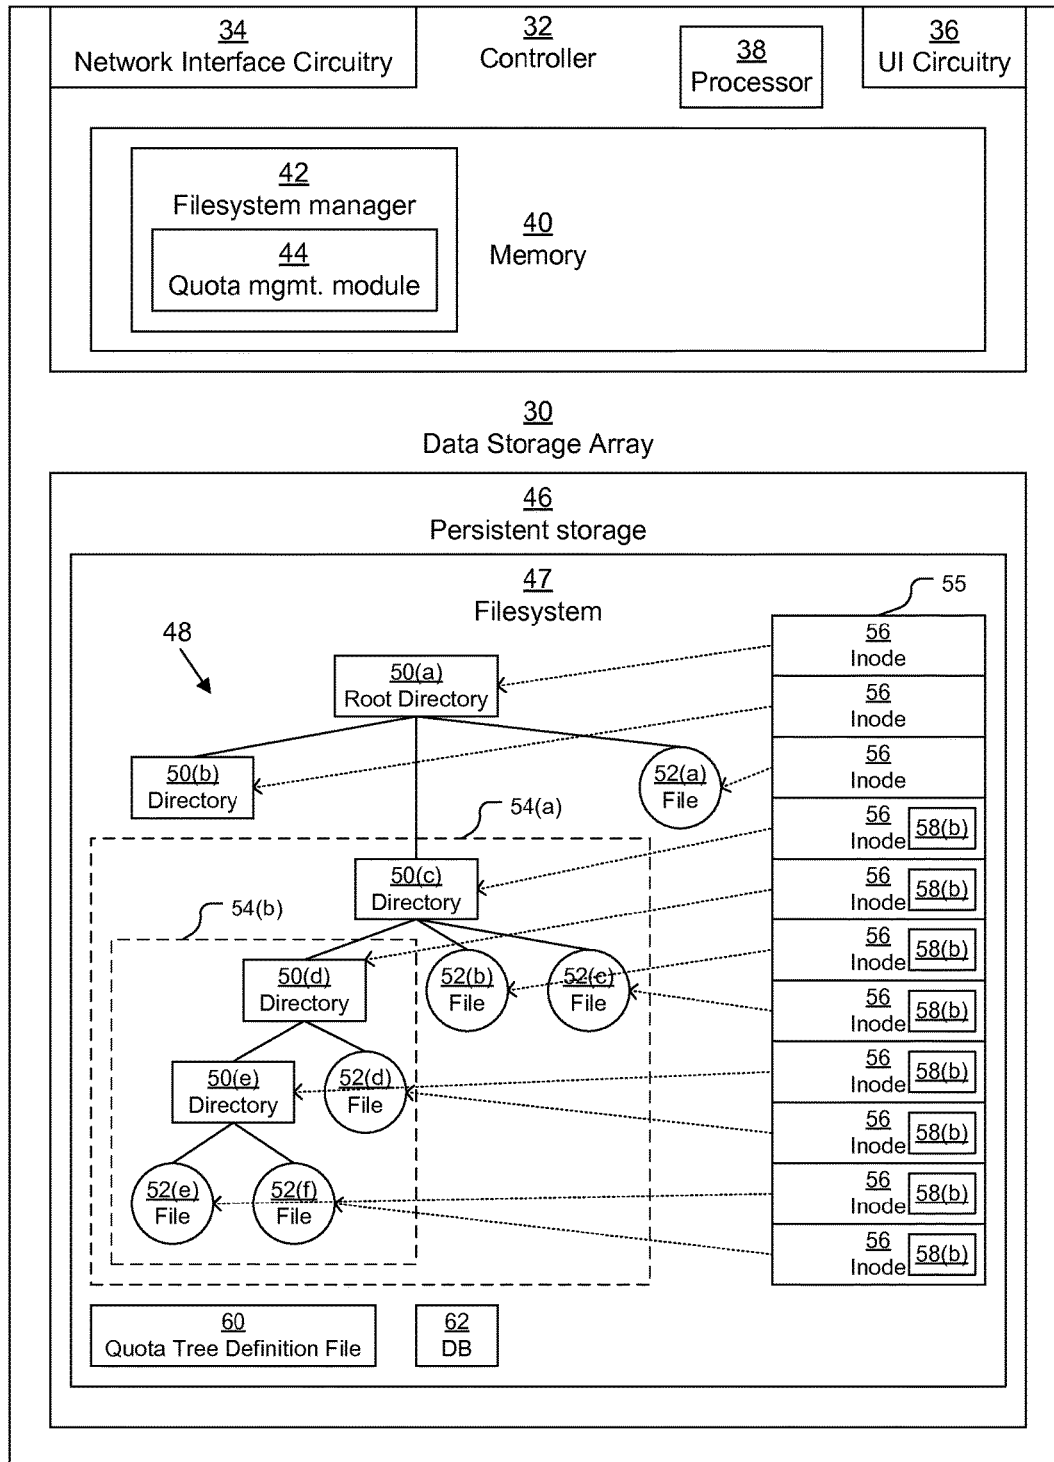 34
Network Interface Circuitry
32
Controller
38
Processor
36
UI Circuitry
42
Filesystem manager
44
Quota mgmt. module
40
Memory
30
Data Storage Array
46
Persistent storage
47
Filesystem
55
48
50(a)
Root Directory
56
Inode
56
Inode
50(b)
Directory
52(a)
File
56
Inode
54(a)
56
Inode 58(b)
50(c)
Directory
56
Inode 58(b)
54(b)
56
Inode 58(b)
50(d)
Directory
52(b)
File
52(c)
File
56
Inode 58(b)
50(e)
Directory
52(d)
File
56
Inode 58(b)
56
Inode 58(b)
52(e)
File
52(f)
File
56
Inode 58(b)
56
Inode 58(b)
60
Quota Tree Definition File
62
DB